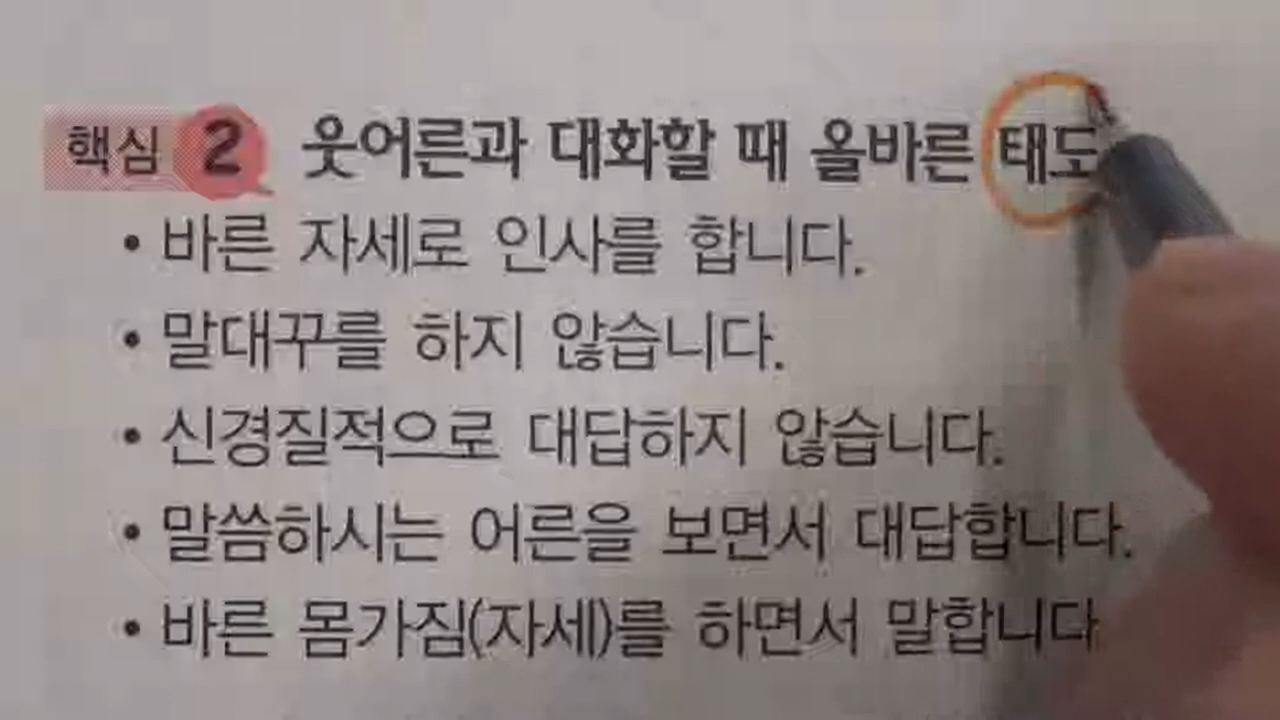 핵심 2 웃어른과 대화할 때 올바른 태도
• 바른 자세로 인사를 합니다.
• 말대꾸를 하지 않습니다.
• 신경질적으로 대답하지 않습니다.
• 말씀하시는 어른을 보면서 대답합니다.
• 바른 몸가짐(자세)를 하면서 말합니다